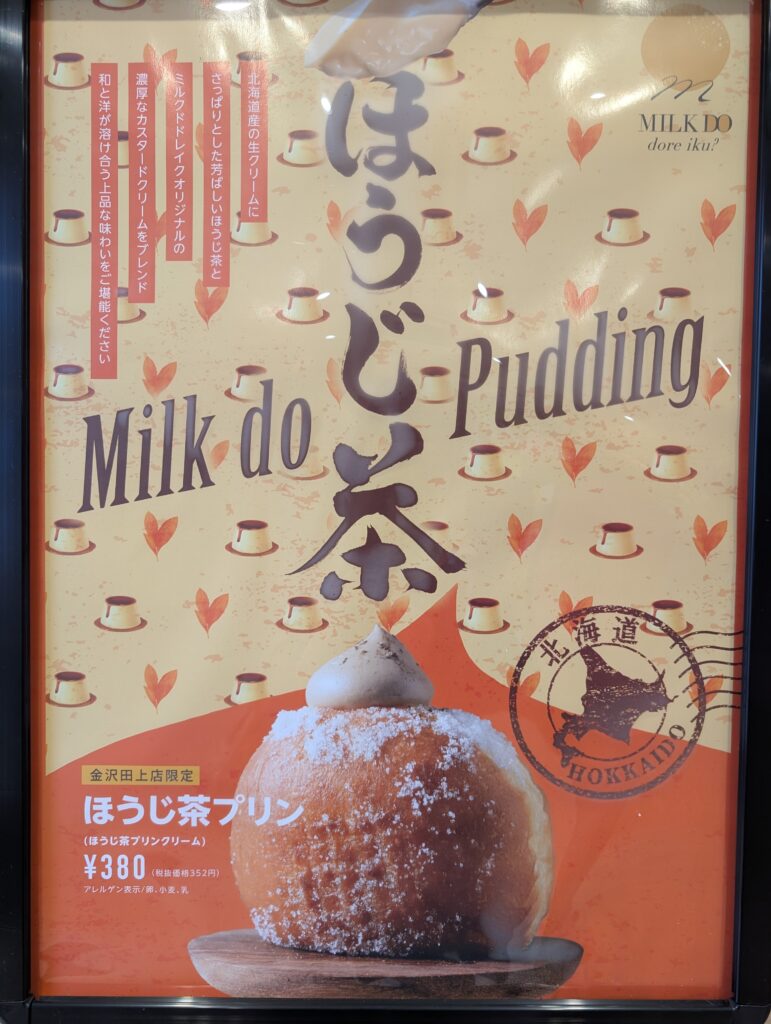 北海道産の生クリームに
さっぱりとした芳ばしいほうじ茶と
ミルクドドレイクオリジナルの
濃厚なカスタードクリームをブレンド
和と洋が溶け合う上品な味わいをご堪能ください
ほうじ茶
MILK DO
dore iku?
Milk do Pudding
北海道
HOKKAIDO
金沢田上店限定
ほうじ茶プリン
(ほうじ茶プリンクリーム)
¥380 (税抜価格352円)
アレルゲン表示/卵、小麦、乳